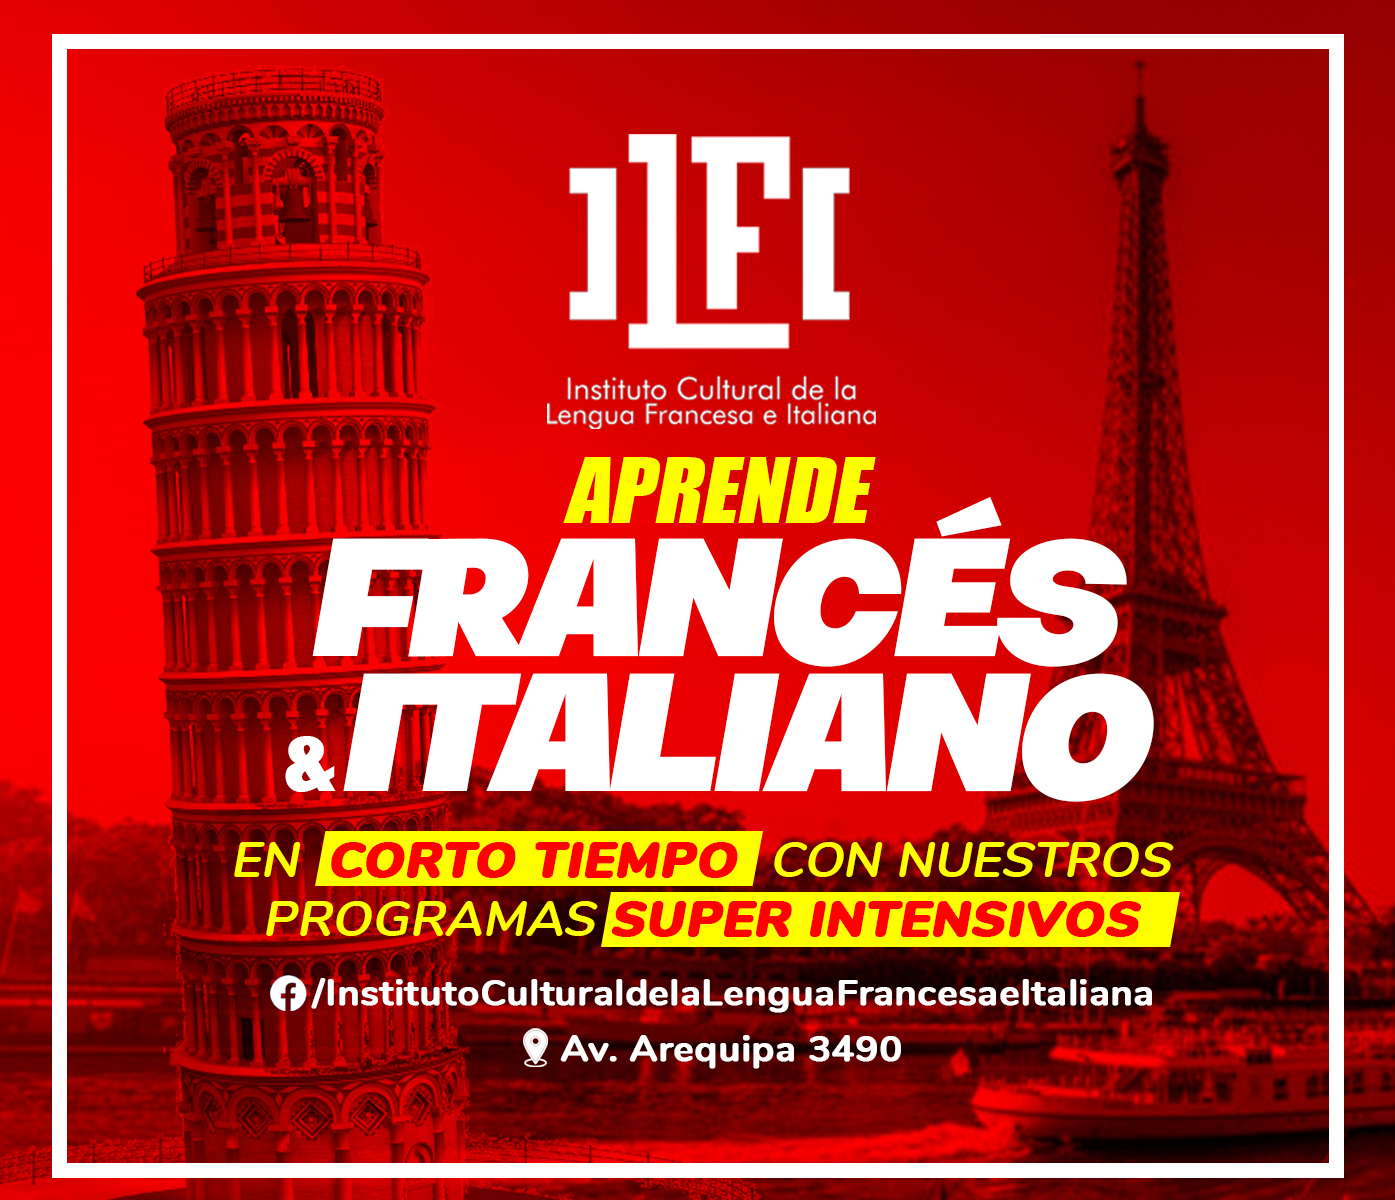 ILFI
Instituto Cultural de la
Lengua Francesa e Italiana
APRENDE
FRANCÉS
& ITALIANO
EN CORTO TIEMPO CON NUESTROS
PROGRAMAS SUPER INTENSIVOS
/InstitutoCulturaldelaLenguaFrancesaeItaliana
Av. Arequipa 3490